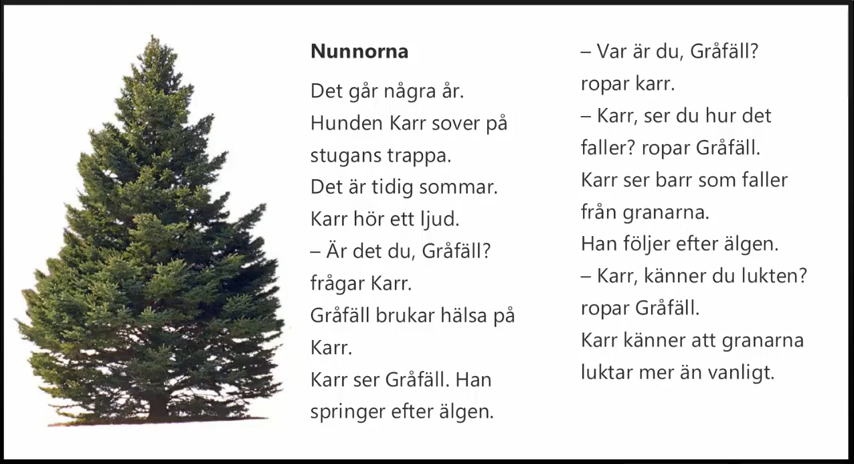 Nunnorna
Det går några år.
Hunden Karr sover på
stugans trappa.
Det är tidig sommar.
Karr hör ett ljud.
– Är det du, Gråfäll?
frågar Karr.
Gråfäll brukar hälsa på
Karr.
Karr ser Gråfäll. Han
springer efter älgen.
– Var är du, Gråfäll?
ropar karr.
– Karr, ser du hur det
faller? ropar Gråfäll.
Karr ser barr som faller
från granarna.
Han följer efter älgen.
– Karr, känner du lukten?
ropar Gråfäll.
Karr känner att granarna
luktar mer än vanligt.